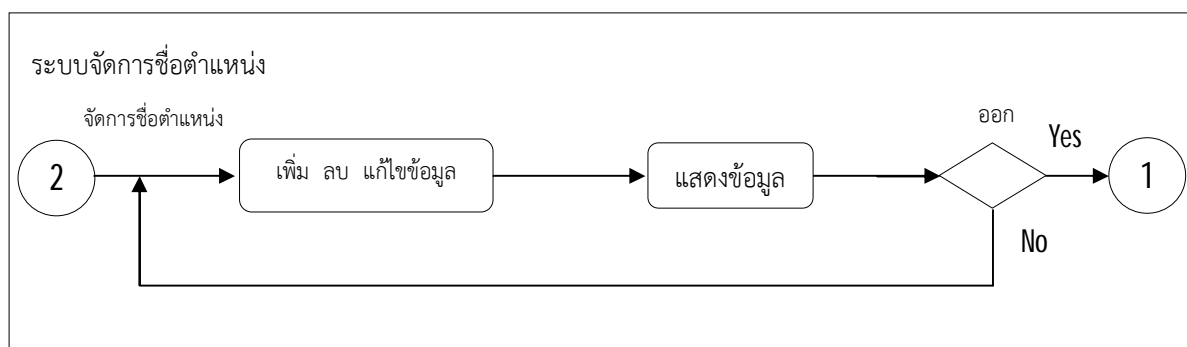 ระบบจัดการชื่อตำแหน่ง
จัดการชื่อตำแหน่ง
ออก
Yes
2
เพิ่ม ลบ แก้ไขข้อมูล
แสดงข้อมูล
1
No